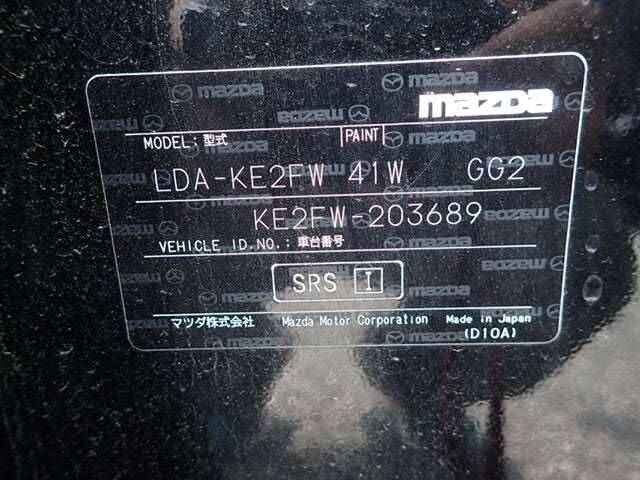 mazda
MODEL: 型式 PAINT
LDA-KE2FW 41W GG2
KE2FW-203689
VEHICLE ID.NO.: 車台番号
SRS I
マツダ株式会社 Mazda Motor Corporation Made in Japan
(D10A)